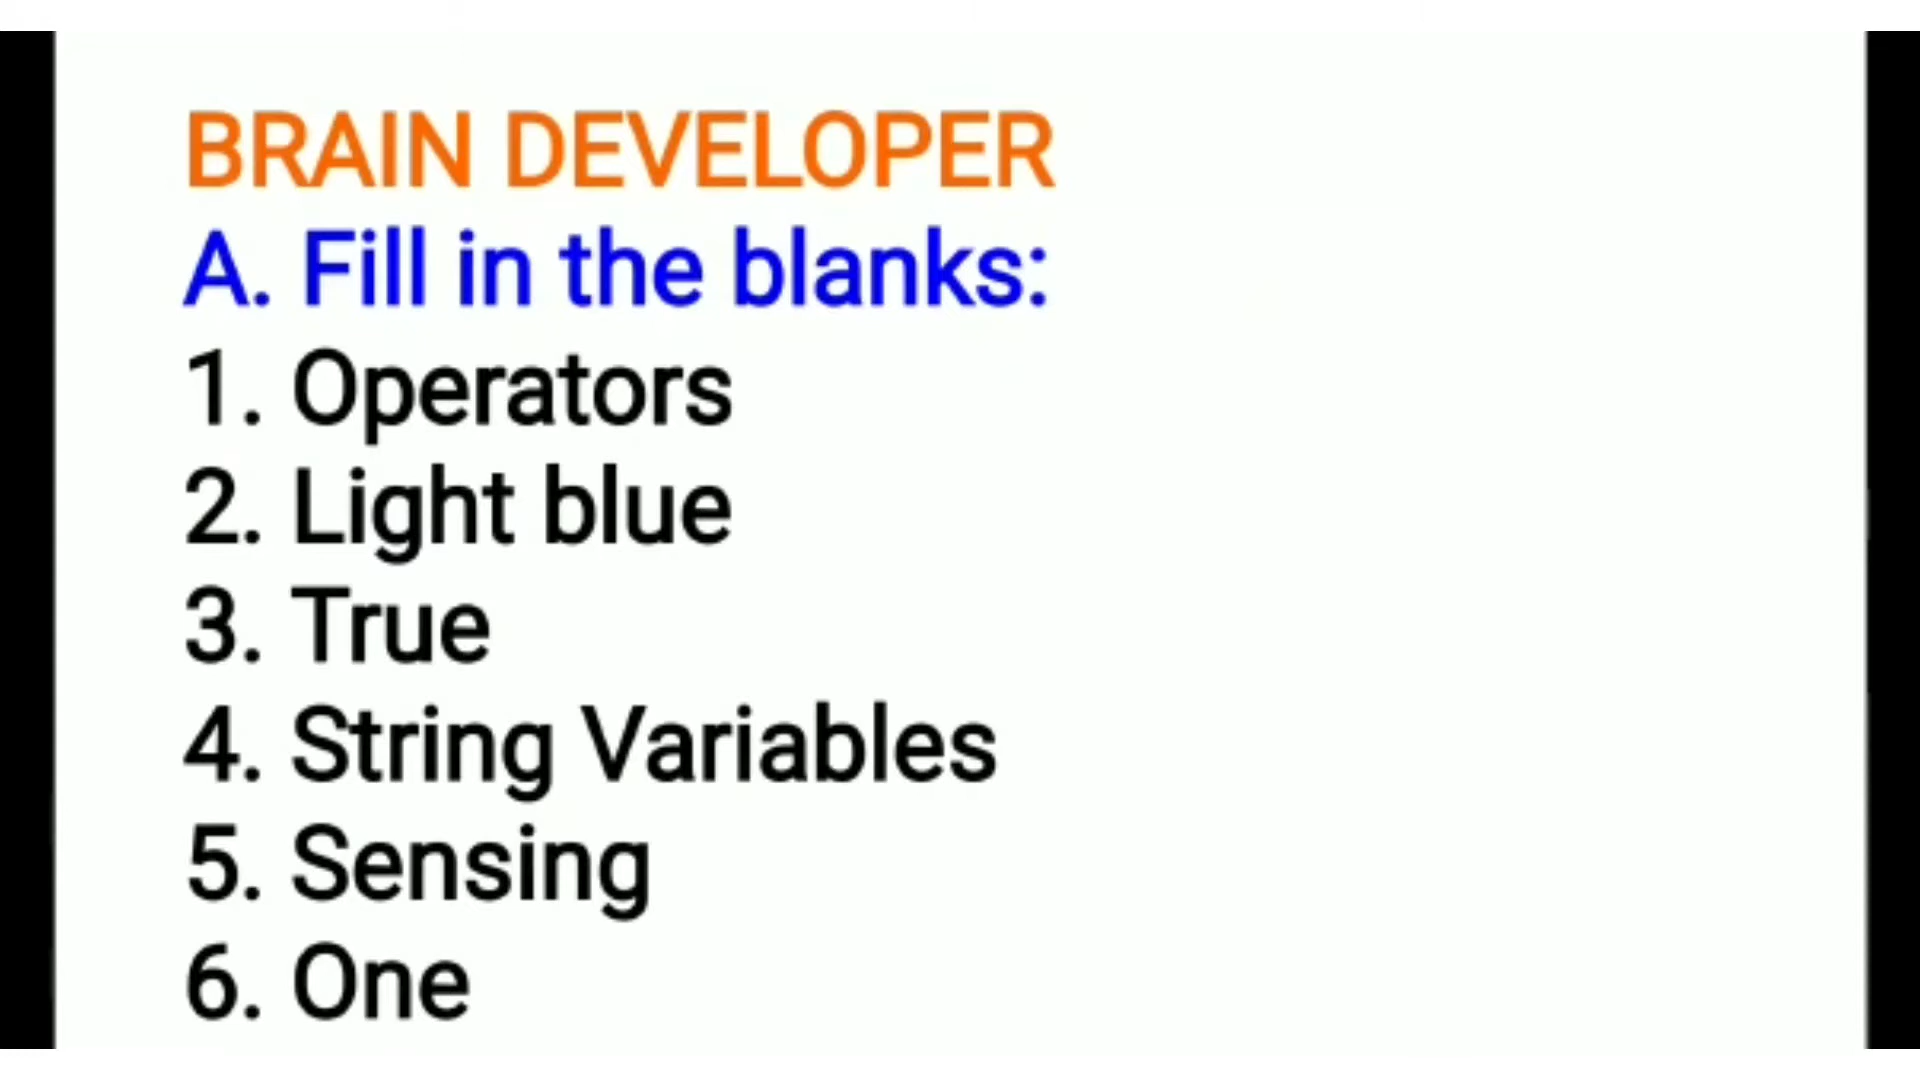 BRAIN DEVELOPER
A. Fill in the blanks:
1. Operators
2. Light blue
3. True
4. String Variables
5. Sensing
6. One